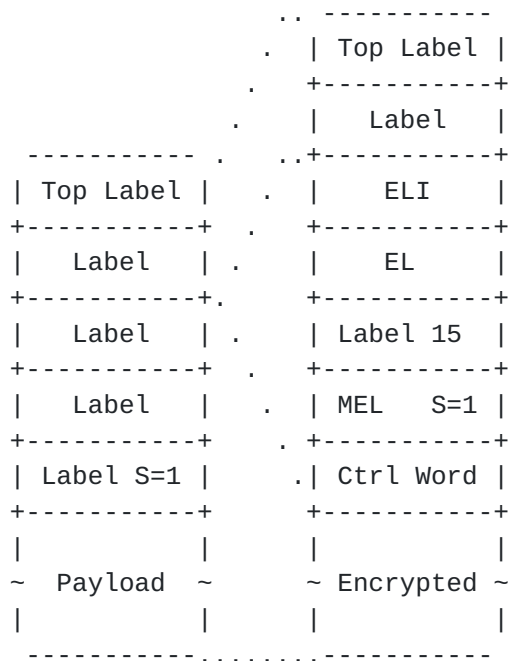 .. -----------
                     .  | Top Label |
                    .   +-----------+
                   .    |   Label   |
 -----------  .    ..+-----------+
| Top Label |    .  |    ELI    |
+-----------+  .    +-----------+
|   Label   | .     |    EL     |
+-----------+.      +-----------+
|   Label   | .     | Label 15  |
+-----------+  .    +-----------+
|   Label   |   .  | MEL   S=1 |
+-----------+    . +-----------+
| Label S=1 |     .| Ctrl Word |
+-----------+      +-----------+
|           |       |           |
~  Payload  ~      ~ Encrypted ~
|           |       |           |
 -----------........-----------